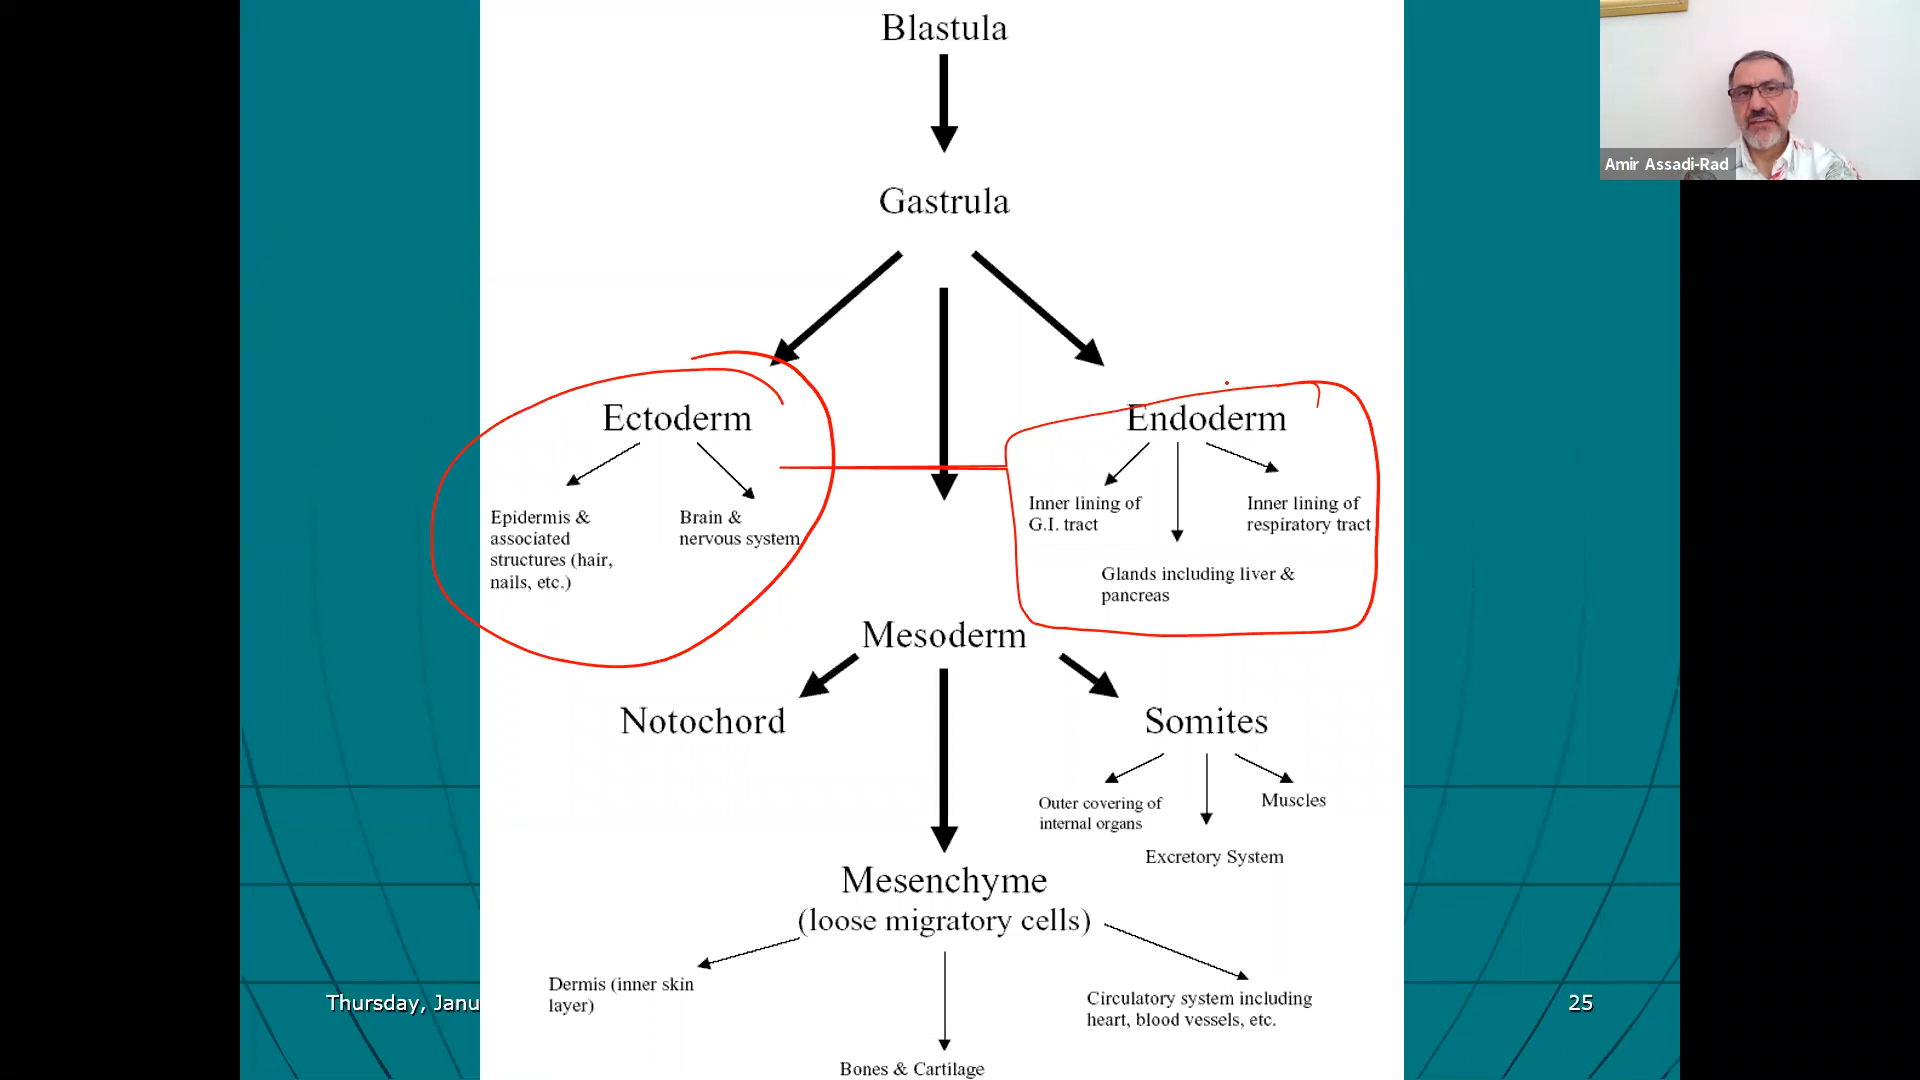 Blastula
Gastrula
Amir Assadi-Rad
Ectoderm
Endoderm
Epidermis &
associated
structures (hair,
nails, etc.)
Brain &
nervous system
Inner lining of
G.I. tract
Glands including liver &
pancreas
Inner lining of
respiratory tract
Mesoderm
Notochord
Somites
Outer covering of
internal organs
Excretory System
Muscles
Mesenchyme
(loose migratory cells)
Dermis (inner skin
layer)
Bones & Cartilage
Circulatory system including
heart, blood vessels, etc.
Thursday, Janu
25